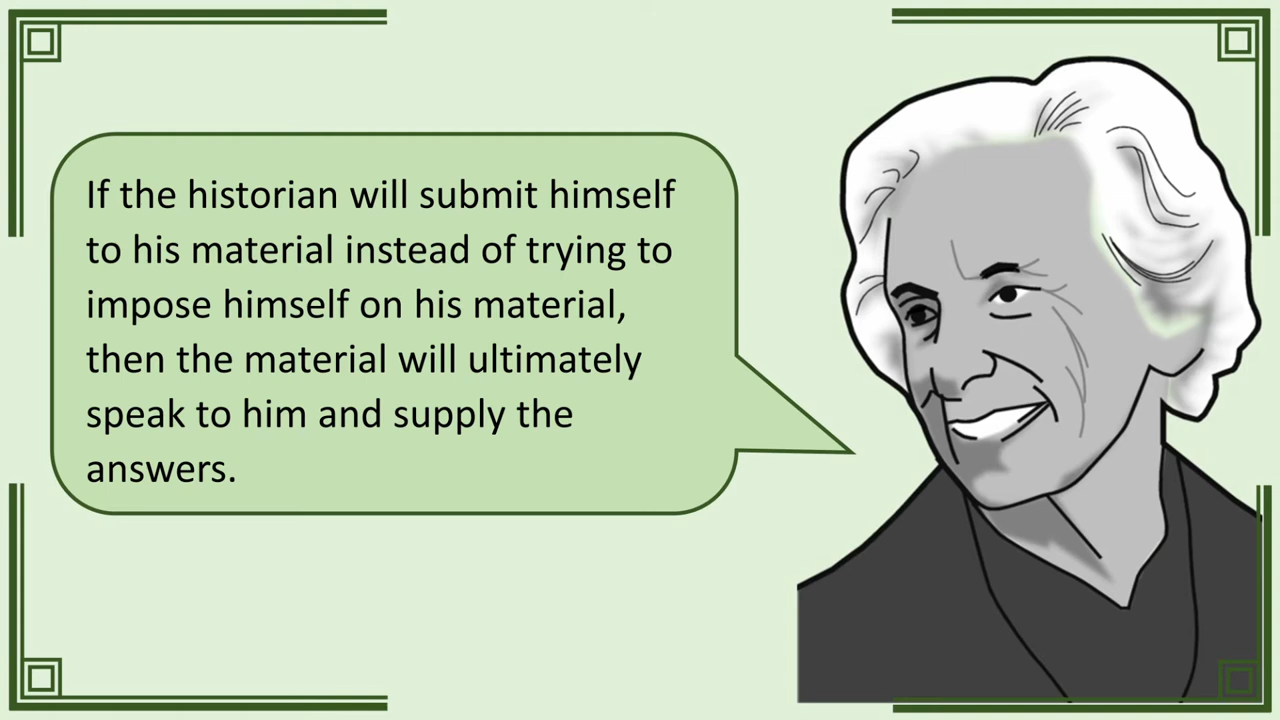 If the historian will submit himself
to his material instead of trying to
impose himself on his material,
then the material will ultimately
speak to him and supply the
answers.